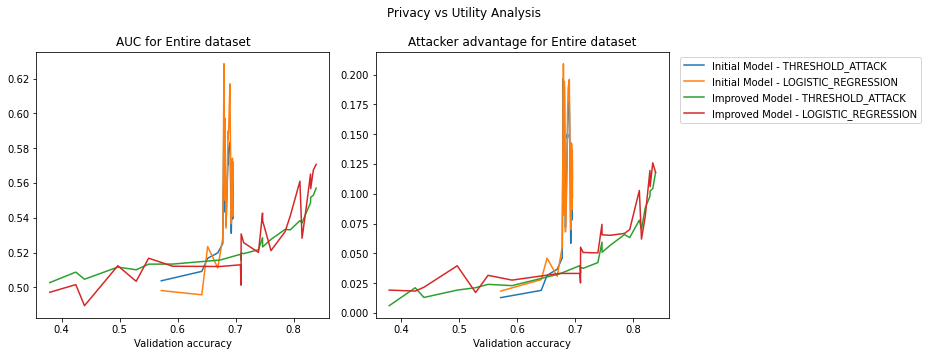 Privacy vs Utility Analysis
AUC for Entire dataset
0.62
0.60
0.58
0.56
0.54
0.52
0.50
0.4 0.5 0.6 0.7 0.8
Validation accuracy
Attacker advantage for Entire dataset
0.200
0.175
0.150
0.125
0.100
0.075
0.050
0.025
0.000
0.4 0.5 0.6 0.7 0.8
Validation accuracy
Initial Model - THRESHOLD_ATTACK
Initial Model - LOGISTIC_REGRESSION
Improved Model - THRESHOLD_ATTACK
Improved Model - LOGISTIC_REGRESSION